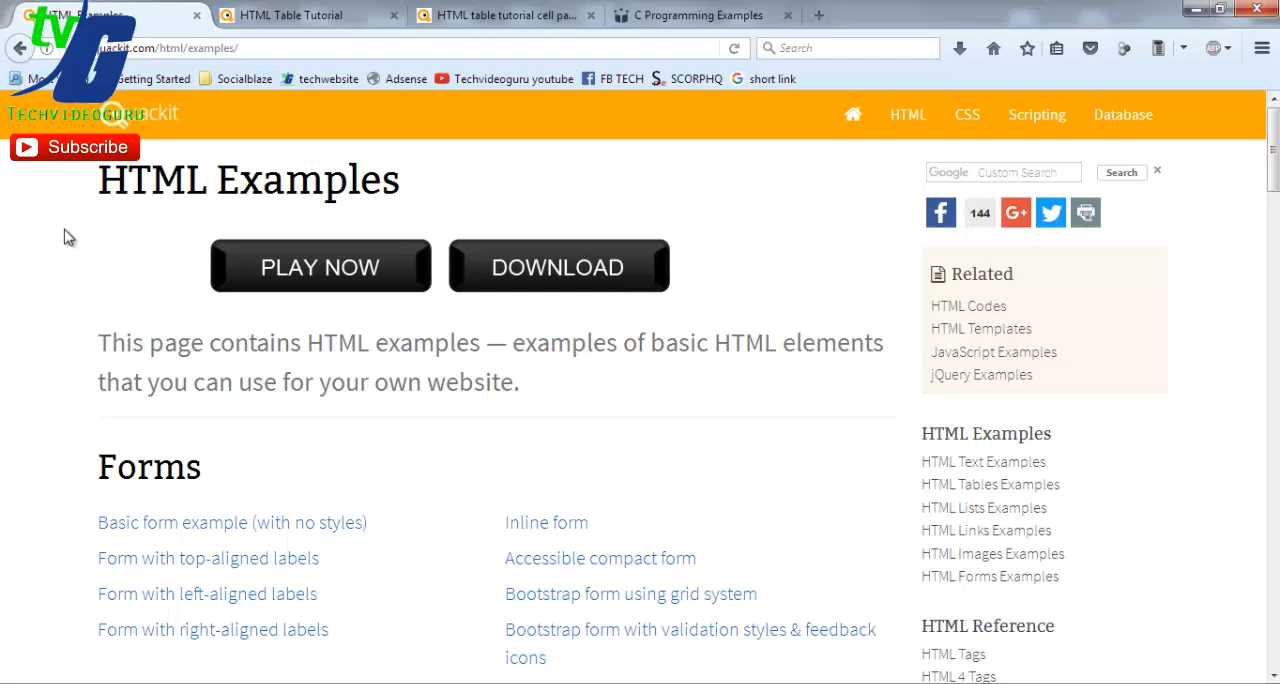 HTML Examples
HTML Table Tutorial
HTML table tutorial cell pa...
C Programming Examples
uackit.com/html/examples/
Search
Getting Started
Socialblaze
techwebsite
Adsense
Techvideoguru youtube
FB TECH
SCORPHQ
short link
tvG
TECHVIDEOGURU
Subscribe
ackit
HTML
CSS
Scripting
Database
HTML Examples
Google Custom Search
Search
144
G+
PLAY NOW
DOWNLOAD
This page contains HTML examples — examples of basic HTML elements
that you can use for your own website.
Forms
Basic form example (with no styles)
Form with top-aligned labels
Form with left-aligned labels
Form with right-aligned labels
Inline form
Accessible compact form
Bootstrap form using grid system
Bootstrap form with validation styles & feedback
icons
Related
HTML Codes
HTML Templates
JavaScript Examples
jQuery Examples
HTML Examples
HTML Text Examples
HTML Tables Examples
HTML Lists Examples
HTML Links Examples
HTML Images Examples
HTML Forms Examples
HTML Reference
HTML Tags
HTML 4 Tags